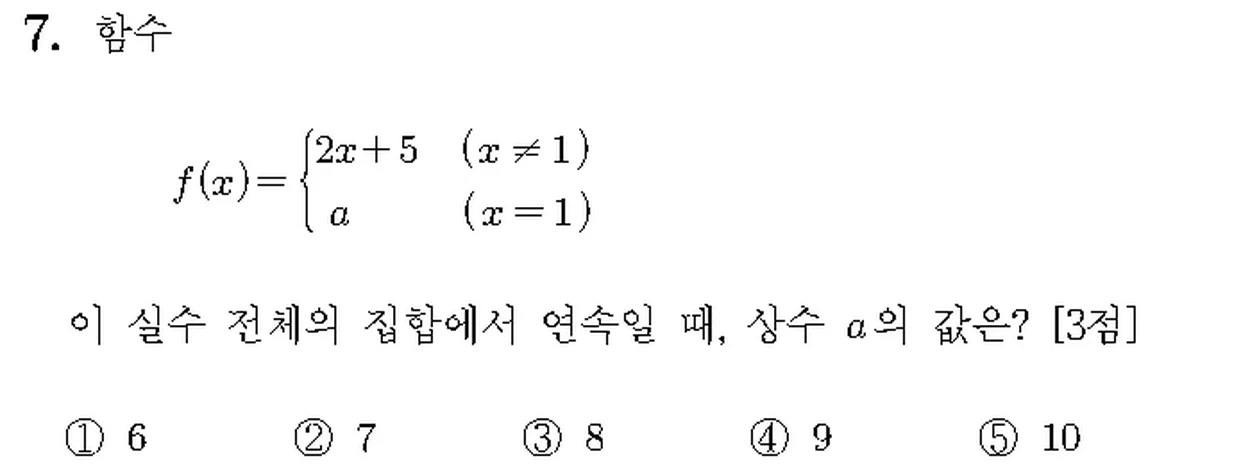 7. 함수
f(x) = { 2x+5 (x ≠ 1)
a (x = 1)
이 실수 전체의 집합에서 연속일 때, 상수 a의 값은? [3점]
① 6 ② 7 ③ 8 ④ 9 ⑤ 10